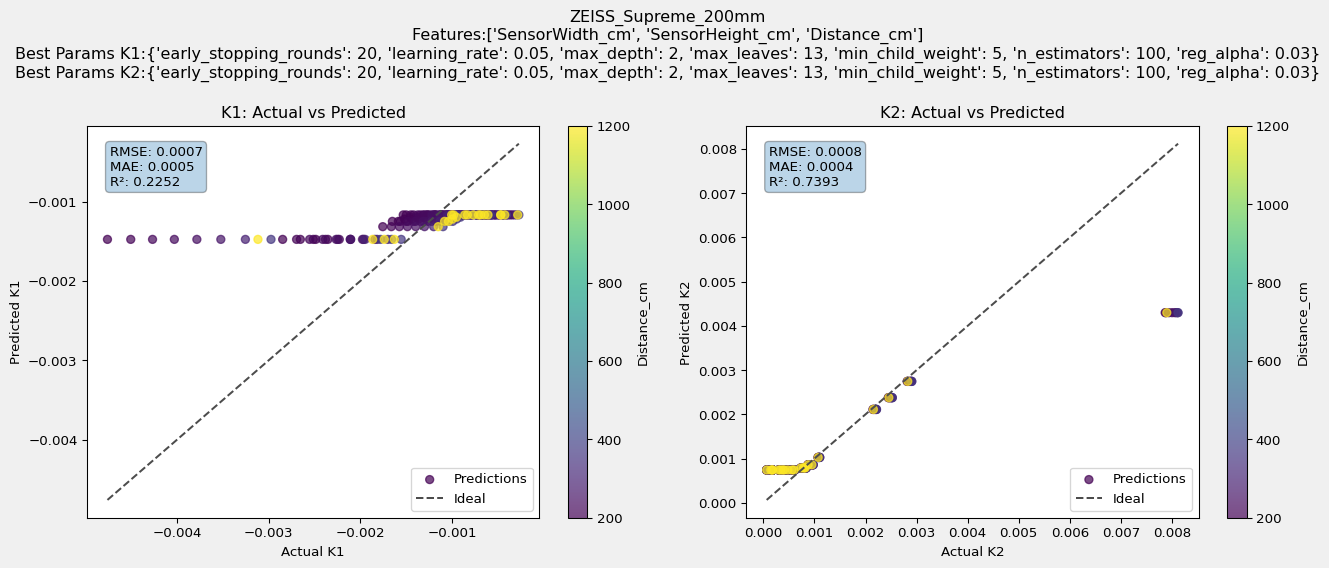 ZEISS_Supreme_200mm
Features:['SensorWidth_cm', 'SensorHeight_cm', 'Distance_cm']
Best Params K1:{'early_stopping_rounds': 20, 'learning_rate': 0.05, 'max_depth': 2, 'max_leaves': 13, 'min_child_weight': 5, 'n_estimators': 100, 'reg_alpha': 0.03}
Best Params K2:{'early_stopping_rounds': 20, 'learning_rate': 0.05, 'max_depth': 2, 'max_leaves': 13, 'min_child_weight': 5, 'n_estimators': 100, 'reg_alpha': 0.03}
K1: Actual vs Predicted
RMSE: 0.0007
MAE: 0.0005
R²: 0.2252
−0.001
−0.002
−0.003
−0.004
Predicted K1
−0.004
−0.003
−0.002
−0.001
Actual K1
Predictions
Ideal
1200
1000
800
600
400
200
Distance_cm
K2: Actual vs Predicted
RMSE: 0.0008
MAE: 0.0004
R²: 0.7393
0.008
0.007
0.006
0.005
0.004
0.003
0.002
0.001
0.000
Predicted K2
0.000
0.001
0.002
0.003
0.004
0.005
0.006
0.007
0.008
Actual K2
Predictions
Ideal
1200
1000
800
600
400
200
Distance_cm